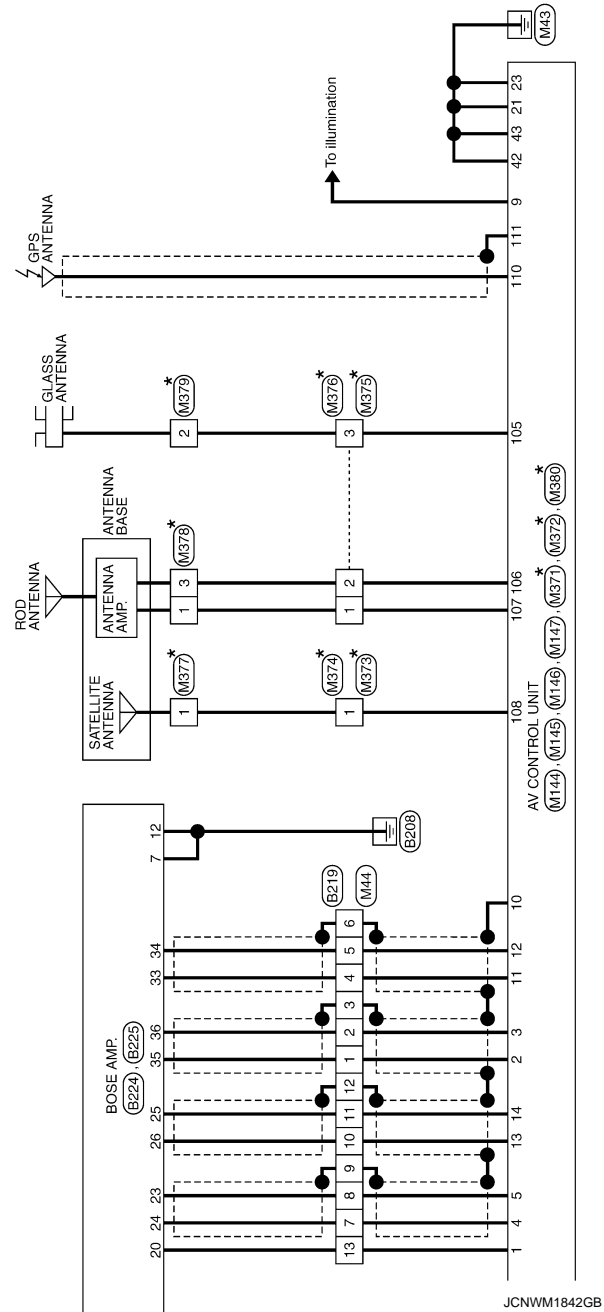 ROD
ANTENNA
GLASS
ANTENNA
GPS
ANTENNA
ANTENNA
BASE
SATELLITE
ANTENNA
ANTENNA
AMP.
BOSE AMP.
B224 , B225
20 24 23 26 25 35 36 33 34 7 12
1 * M377
1 3 * M378
2 * M379
13 7 8 9 10 11 12 1 2 3 4 5 6
B219
M44
1
* M374
* M373
1 2
3
* M376
* M375
B208
To illumination
M43
1 4 5 13 14 2 3 11 12 10 108 107 106 105 110 111 9 42 43 21 23
AV CONTROL UNIT
M144 , M145 , M146 , M147 , M371 * , M372 * , M380 *
JCNWM1842GB